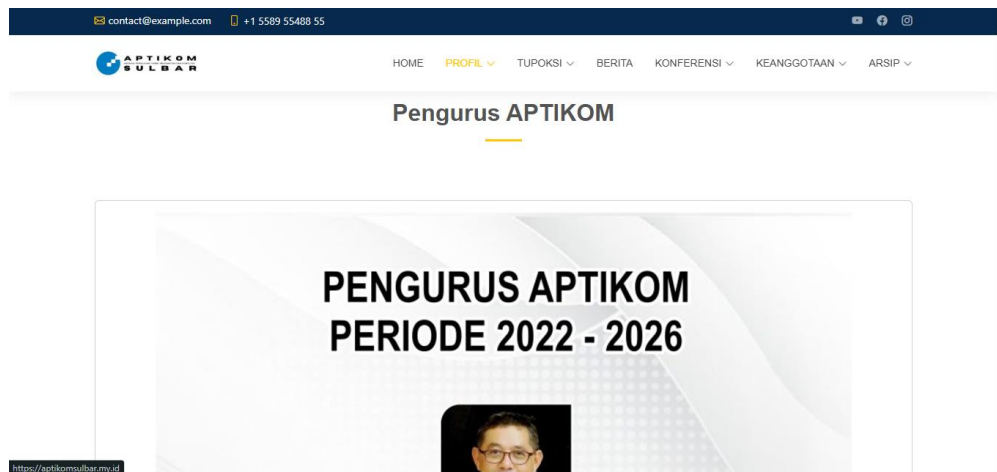 contact@example.com +1 5589 55488 55
APTIKOM
SULBAR
HOME PROFIL TUPOKSI BERITA KONFERENSI KEANGGOTAAN ARSIP
Pengurus APTIKOM
PENGURUS APTIKOM
PERIODE 2022 - 2026
https://aptikomsulbar.my.id